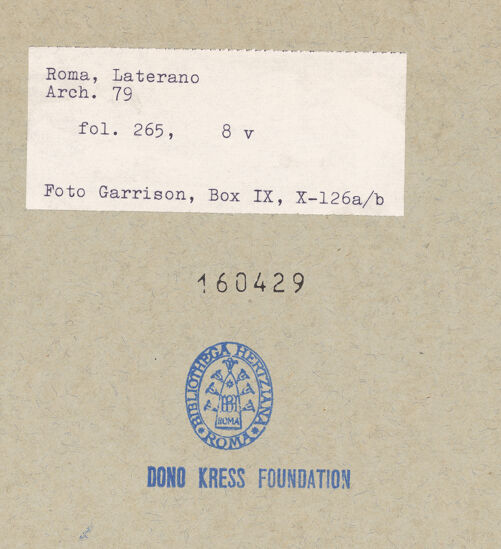 Roma, Laterano
Arch. 79
fol. 265, 8 v
Foto Garrison, Box IX, X-126a/b
160429
BIBLIOTHECA HERTZIANA
BH
ROMA
• ROMA •
DONO KRESS FOUNDATION